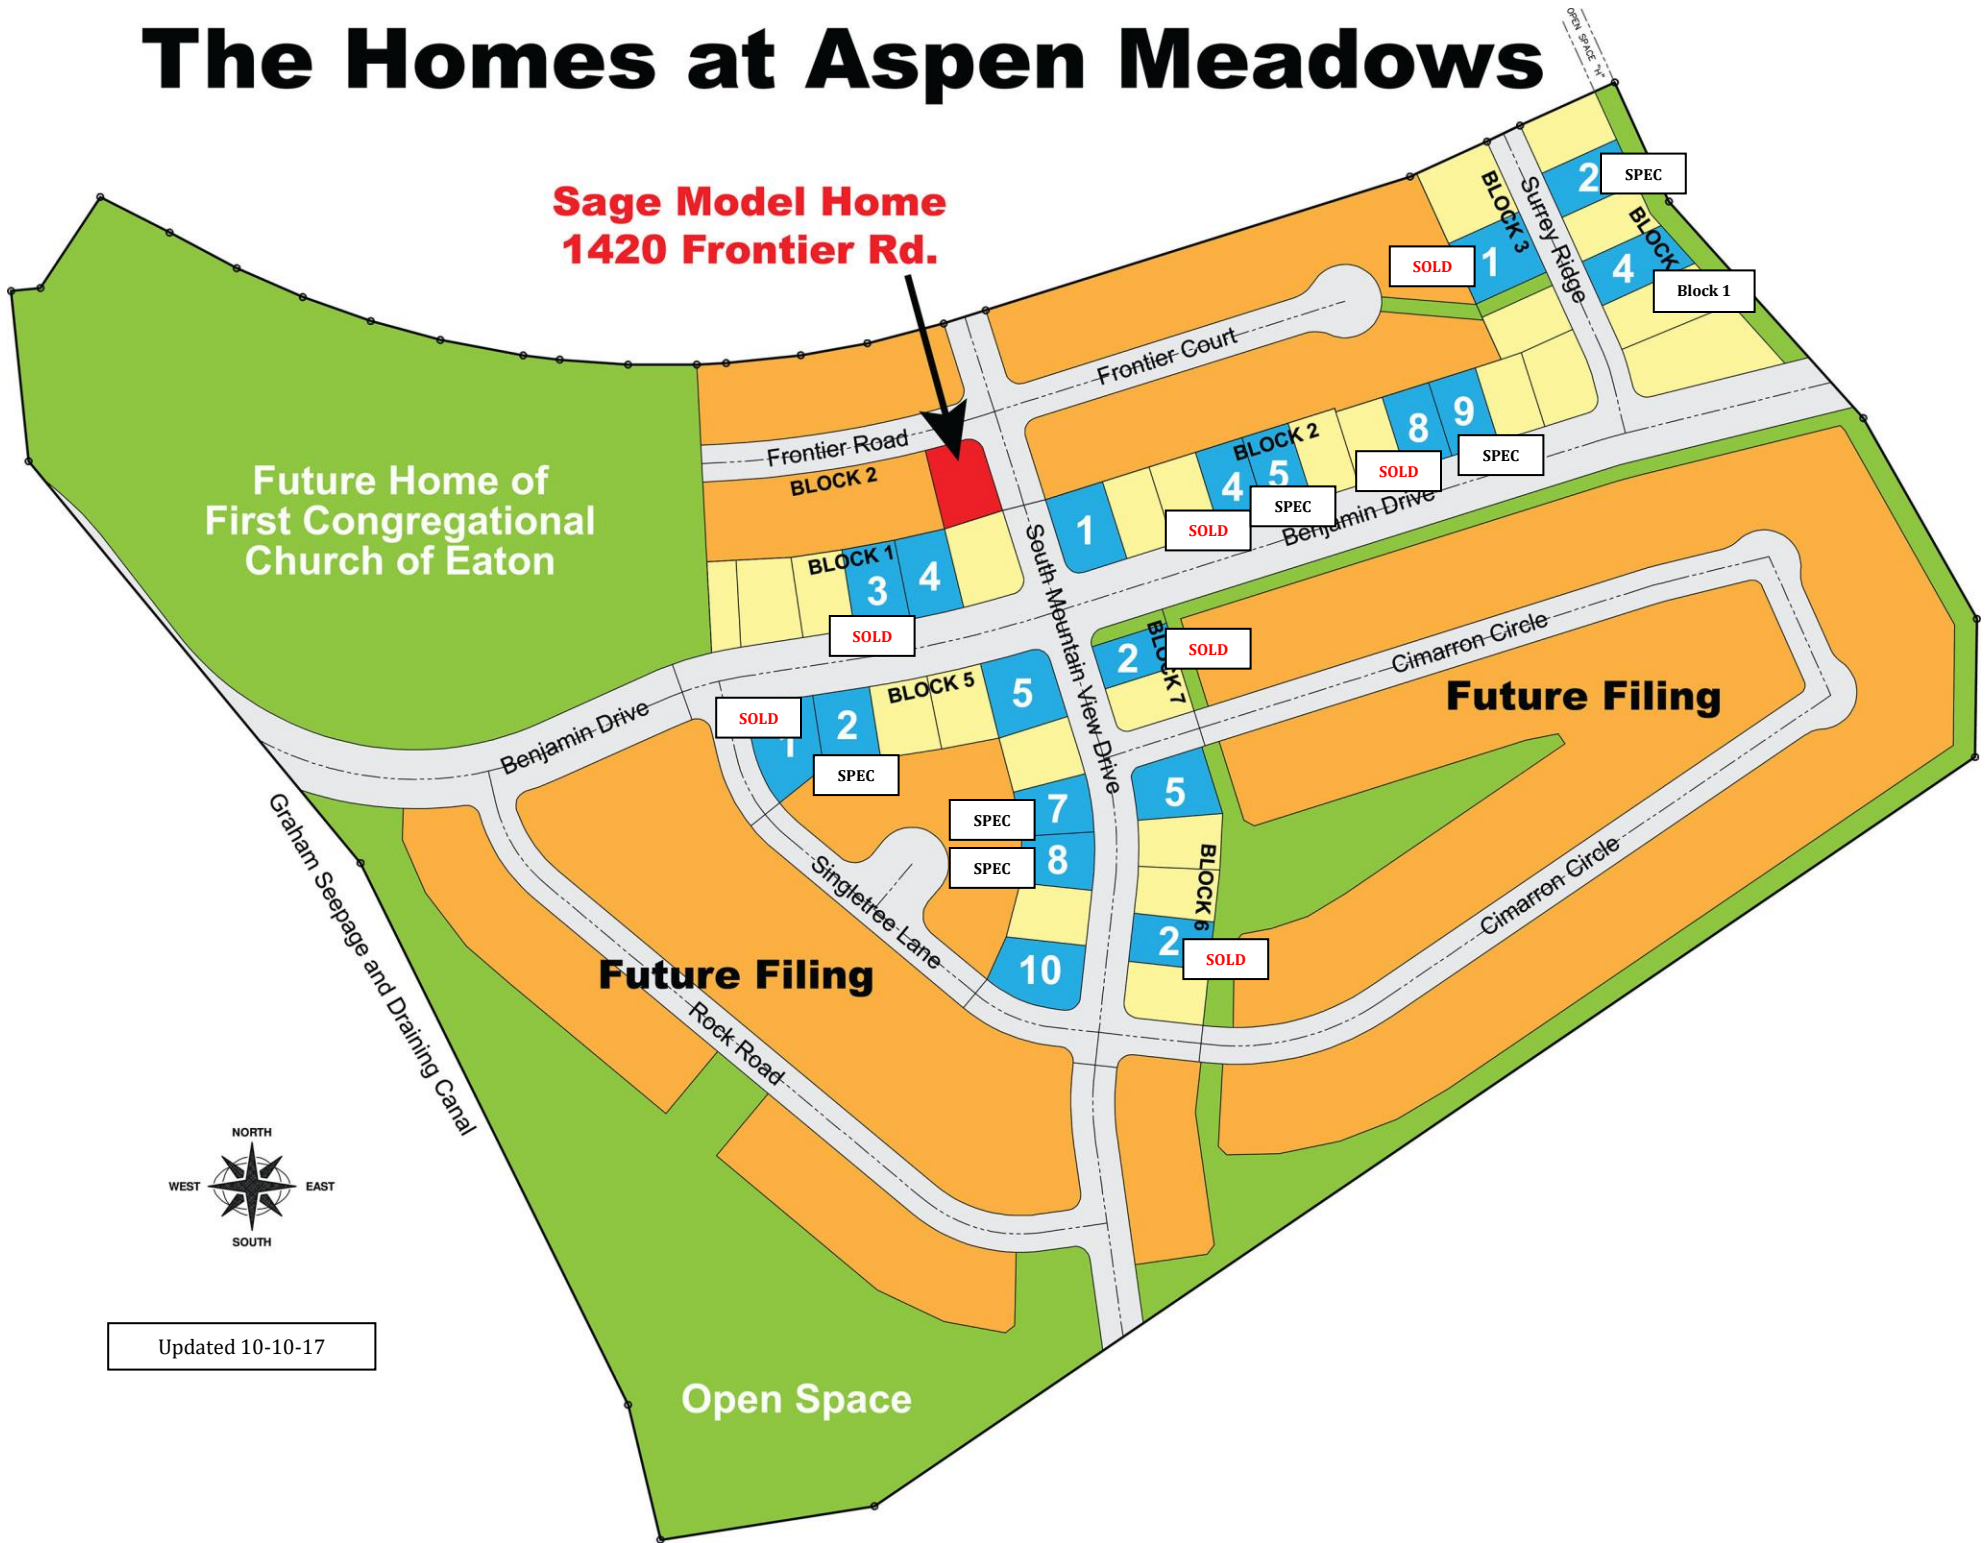 The Homes at Aspen Meadows
OPEN SPACE "H"
Sage Model Home
1420 Frontier Rd.
BLOCK 3
Surrey Ridge
2
SPEC
BLOCK
SOLD
1
4
Block 1
Frontier Court
Frontier Road
BLOCK 2
BLOCK 2
8
9
SOLD
SPEC
4
5
SPEC
SOLD
1
Benjamin Drive
Future Home of
First Congregational
Church of Eaton
BLOCK 1
3
4
SOLD
South Mountain View Drive
2
BLOCK 7
SOLD
Cimarron Circle
Future Filing
BLOCK 5
5
SOLD
1
2
SPEC
Benjamin Drive
SPEC
7
SPEC
8
5
BLOCK 6
2
SOLD
10
Singletree Lane
Cimarron Circle
Graham Seepage and Draining Canal
Future Filing
Rock Road
NORTH
WEST
EAST
SOUTH
Updated 10-10-17
Open Space